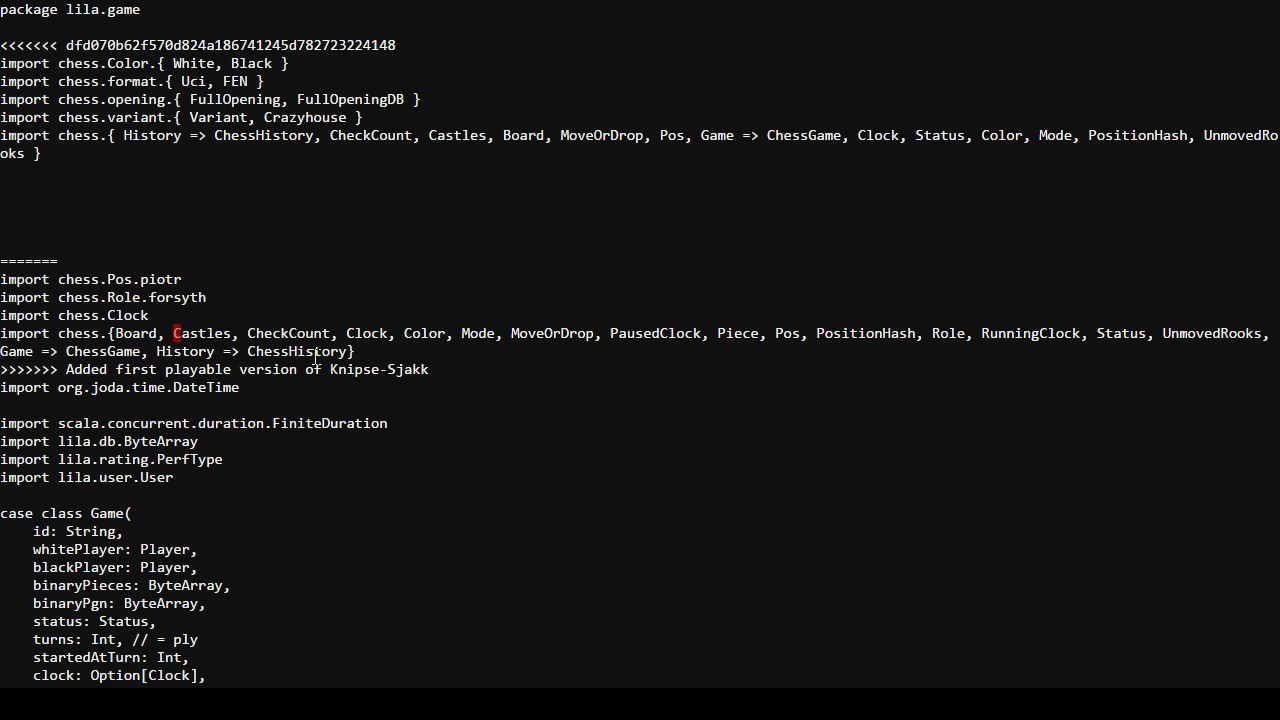 package lila.game
<<<<<<< dfd070b62f570d824a186741245d782723224148
import chess.Color.{ White, Black }
import chess.format.{ Uci, FEN }
import chess.opening.{ FullOpening, FullOpeningDB }
import chess.variant.{ Variant, Crazyhouse }
import chess.{ History => ChessHistory, CheckCount, Castles, Board, MoveOrDrop, Pos, Game => ChessGame, Clock, Status, Color, Mode, PositionHash, UnmovedRo
oks }
=======
import chess.Pos.piotr
import chess.Role.forsyth
import chess.Clock
import chess.{Board, Castles, CheckCount, Clock, Color, Mode, MoveOrDrop, PausedClock, Piece, Pos, PositionHash, Role, RunningClock, Status, UnmovedRooks,
Game => ChessGame, History => ChessHistory}
>>>>>>> Added first playable version of Knipse-Sjakk
import org.joda.time.DateTime
import scala.concurrent.duration.FiniteDuration
import lila.db.ByteArray
import lila.rating.PerfType
import lila.user.User
case class Game(
id: String,
whitePlayer: Player,
blackPlayer: Player,
binaryPieces: ByteArray,
binaryPgn: ByteArray,
status: Status,
turns: Int, // = ply
startedAtTurn: Int,
clock: Option[Clock],